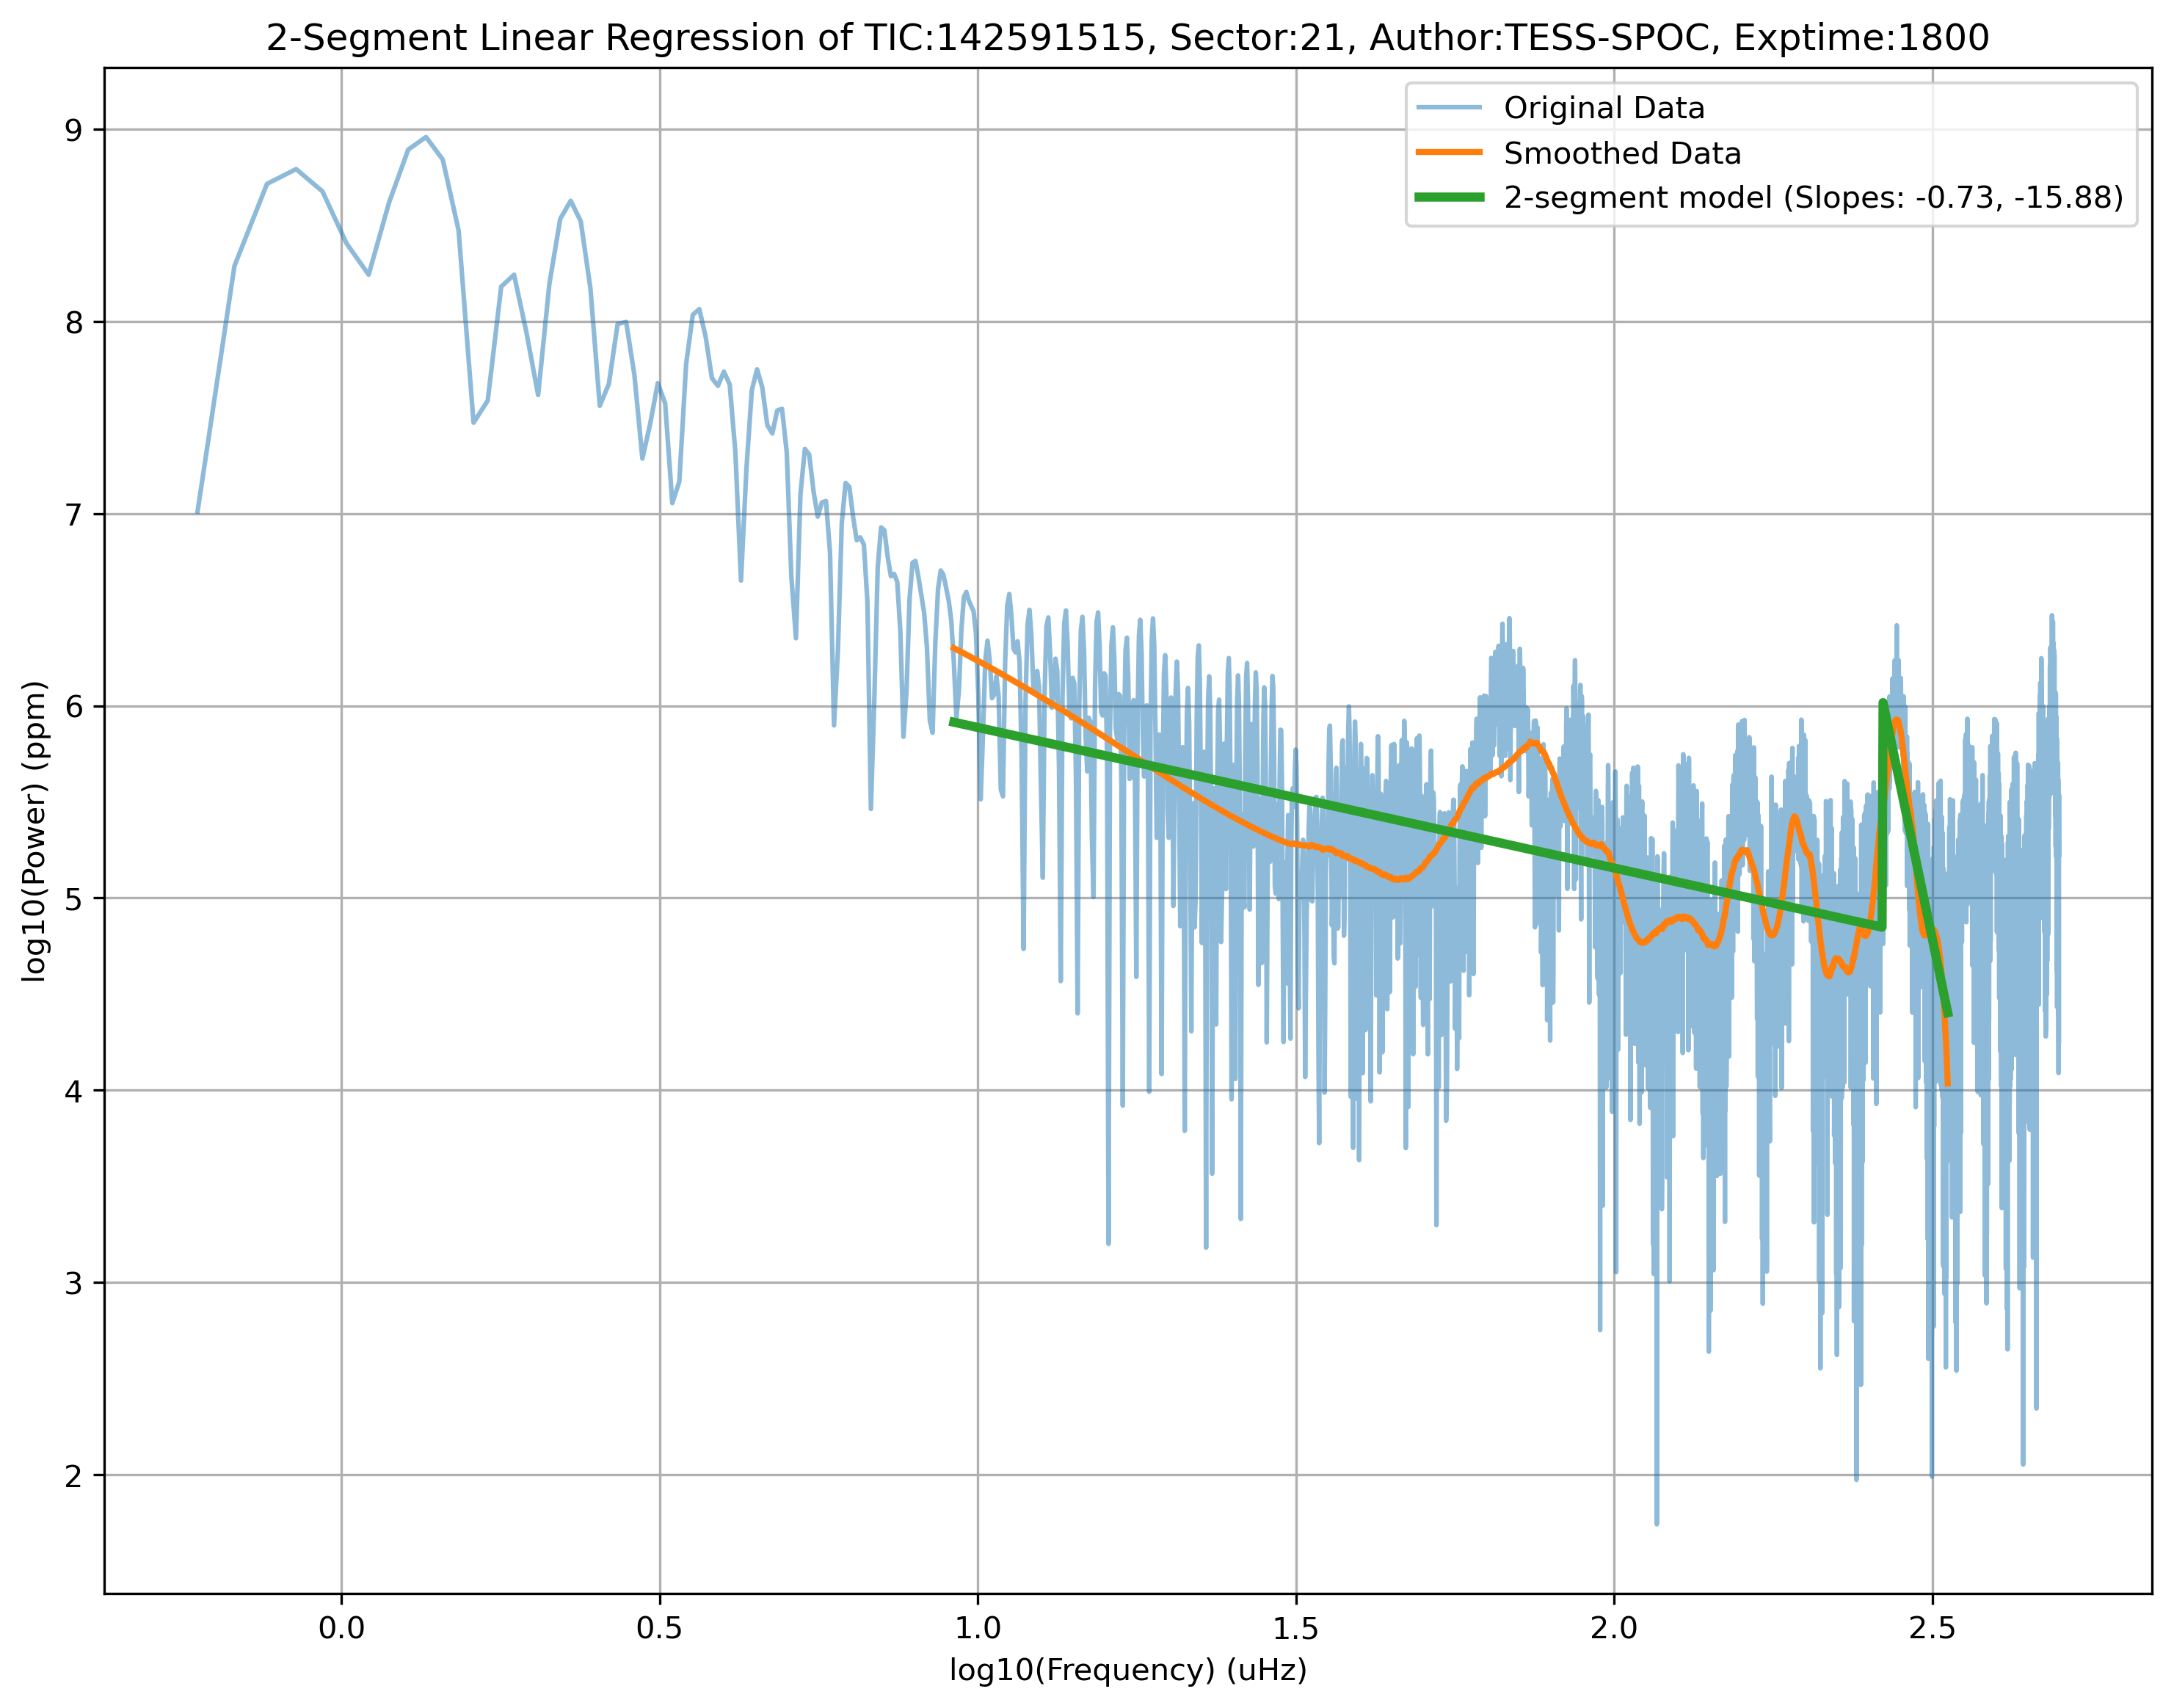 2-Segment Linear Regression of TIC:142591515, Sector:21, Author:TESS-SPOC, Exptime:1800
Original Data
Smoothed Data
2-segment model (Slopes: -0.73, -15.88)
log10(Power) (ppm)
9
8
7
6
5
4
3
2
0.0 0.5 1.0 1.5 2.0 2.5
log10(Frequency) (uHz)